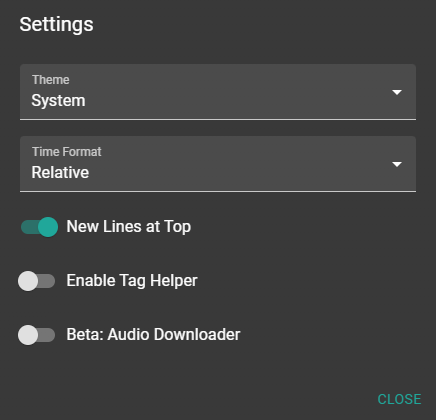 Settings
Theme
System
Time Format
Relative
New Lines at Top
Enable Tag Helper
Beta: Audio Downloader
CLOSE